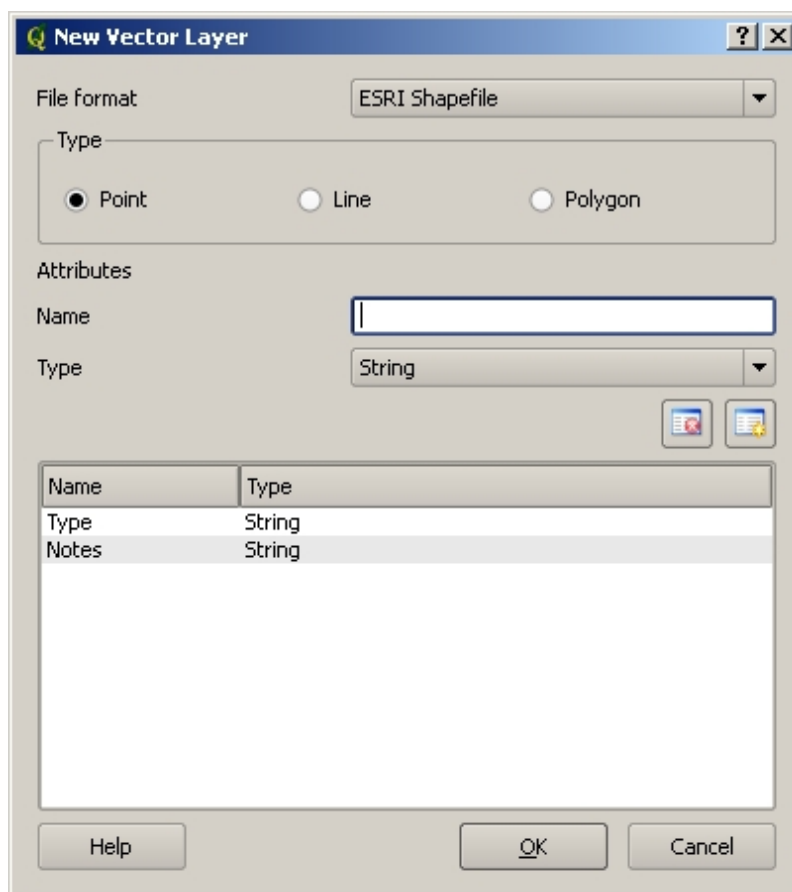 New Vector Layer
File format ESRI Shapefile
Type
Point Line Polygon
Attributes
Name
Type String
Name Type
Type String
Notes String
Help OK Cancel